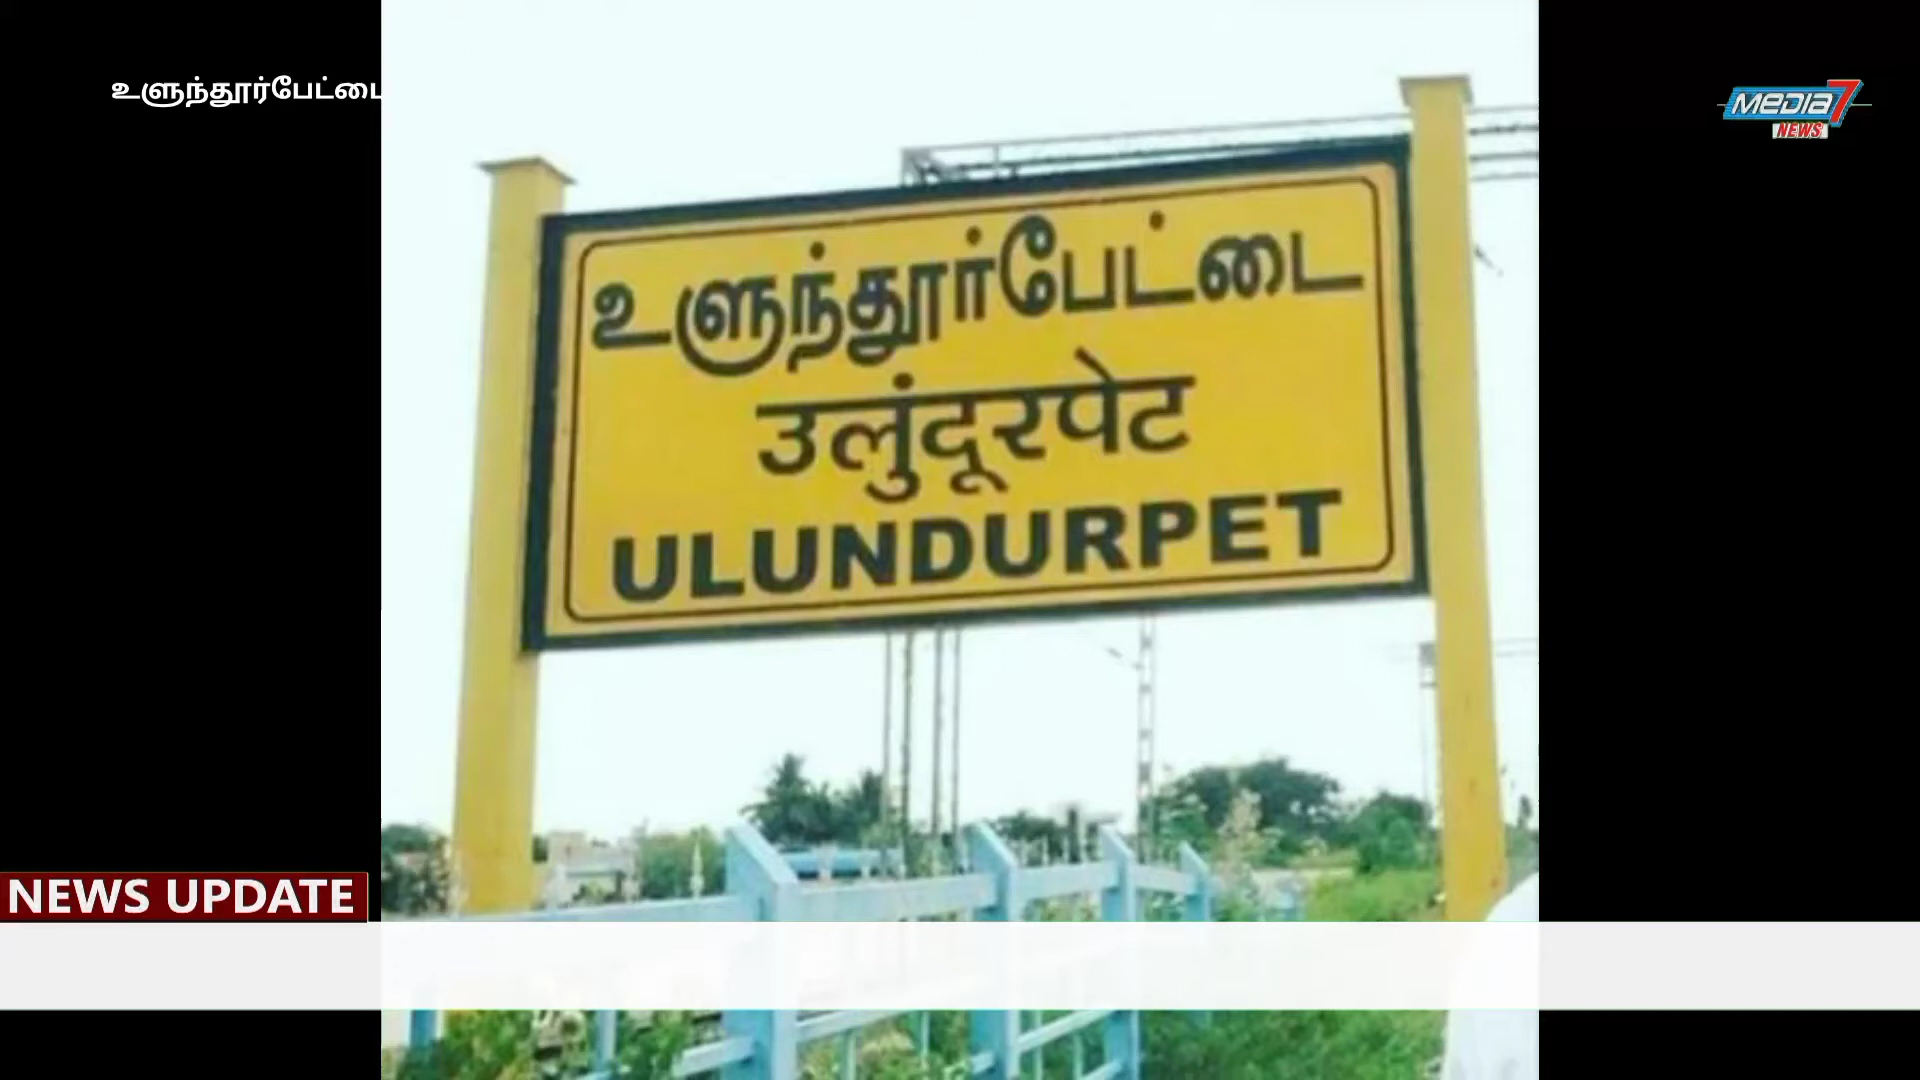 உளுந்தூர்பேட்டை
MEDIA7
NEWS
உளுந்தூர்பேட்டை
उलुंदूरपेट
ULUNDURPET
NEWS UPDATE